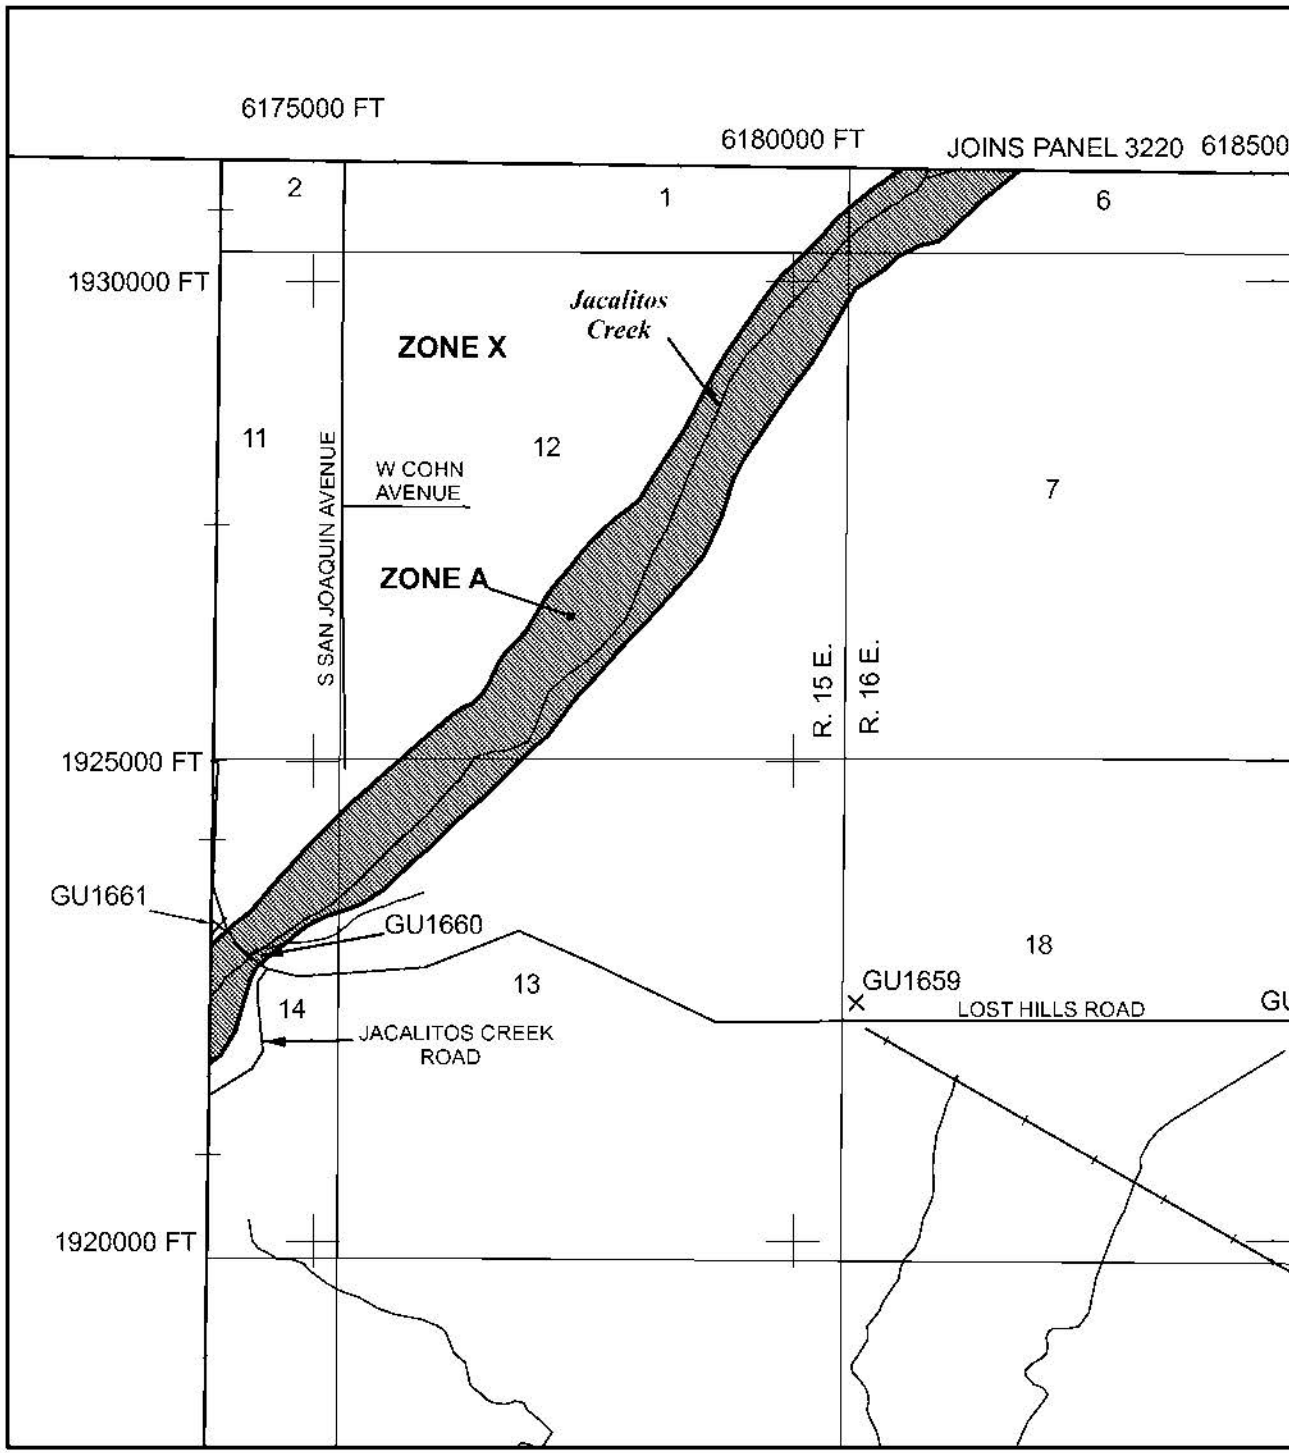 6175000 FT
6180000 FT
JOINS PANEL 3220
618500
2
1
6
1930000 FT
Jacalitos
Creek
ZONE X
11
12
S SAN JOAQUIN AVENUE
W COHN
AVENUE
7
ZONE A
R. 15 E.
R. 16 E.
1925000 FT
GU1661
GU1660
18
13
GU1659
14
LOST HILLS ROAD
GU
JACALITOS CREEK
ROAD
1920000 FT